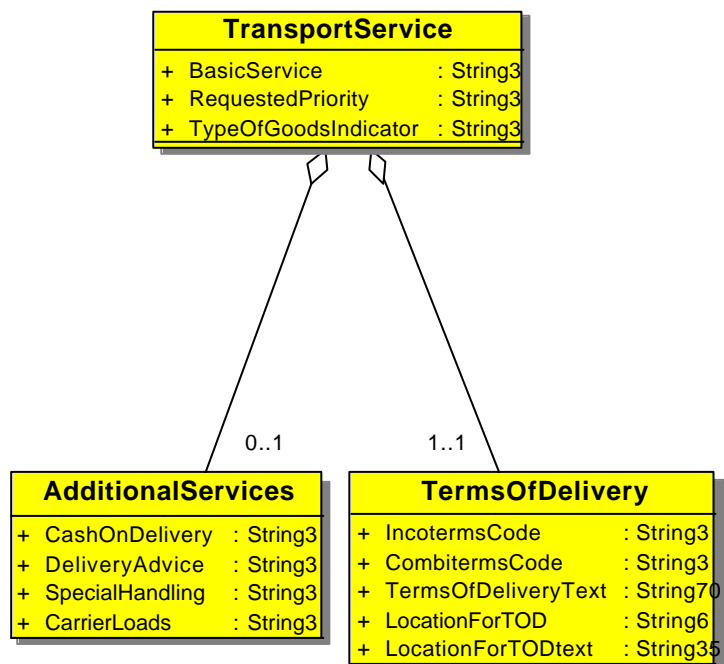 TransportService
+ BasicService : String3
+ RequestedPriority : String3
+ TypeOfGoodsIndicator : String3
0..1 1..1
AdditionalServices
+ CashOnDelivery : String3
+ DeliveryAdvice : String3
+ SpecialHandling : String3
+ CarrierLoads : String3
TermsOfDelivery
+ IncotermsCode : String3
+ CombitermsCode : String3
+ TermsOfDeliveryText : String70
+ LocationForTOD : String6
+ LocationForTODtext : String35